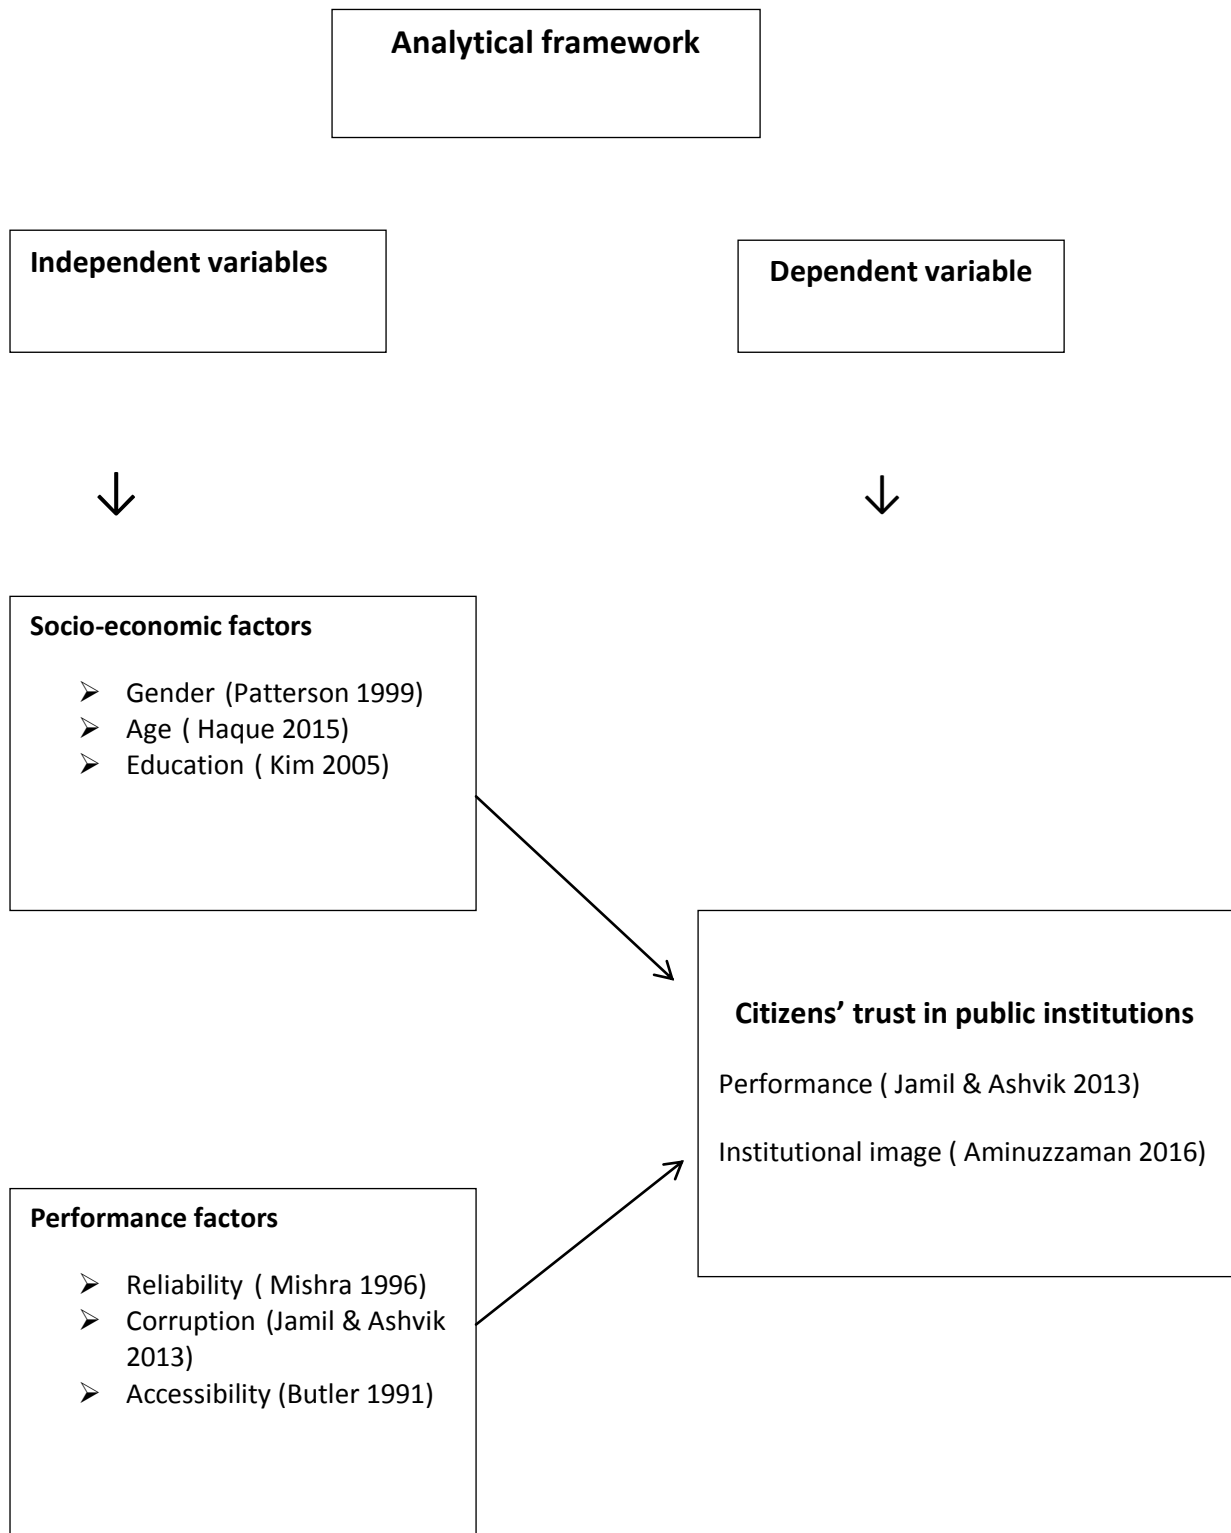 Analytical framework
Independent variables
Dependent variable
Socio-economic factors
➢ Gender (Patterson 1999)
➢ Age ( Haque 2015)
➢ Education ( Kim 2005)
Citizens’ trust in public institutions
Performance ( Jamil & Ashvik 2013)
Institutional image ( Aminuzzaman 2016)
Performance factors
➢ Reliability ( Mishra 1996)
➢ Corruption (Jamil & Ashvik
2013)
➢ Accessibility (Butler 1991)